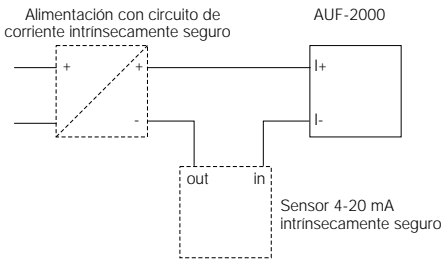 Alimentación con circuito de
corriente intrínsecamente seguro
AUF-2000
+
+
I+
-
I-
out
in
Sensor 4-20 mA
intrínsecamente seguro